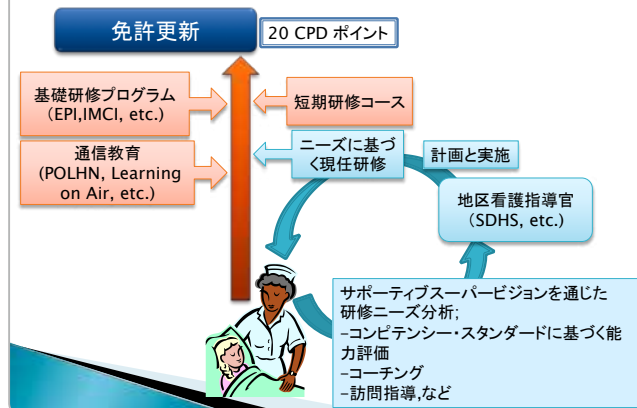 免許更新
20 CPD ポイント
基礎研修プログラム
（EPI,IMCI, etc.）
短期研修コース
通信教育
(POLHN, Learning
on Air, etc.)
ニーズに基づ
く現任研修
計画と実施
地区看護指導官
（SDHS, etc.）
サポーティブスーパービジョンを通じた
研修ニーズ分析;
–コンピテンシー・スタンダードに基づく能
力評価
–コーチング
–訪問指導,など